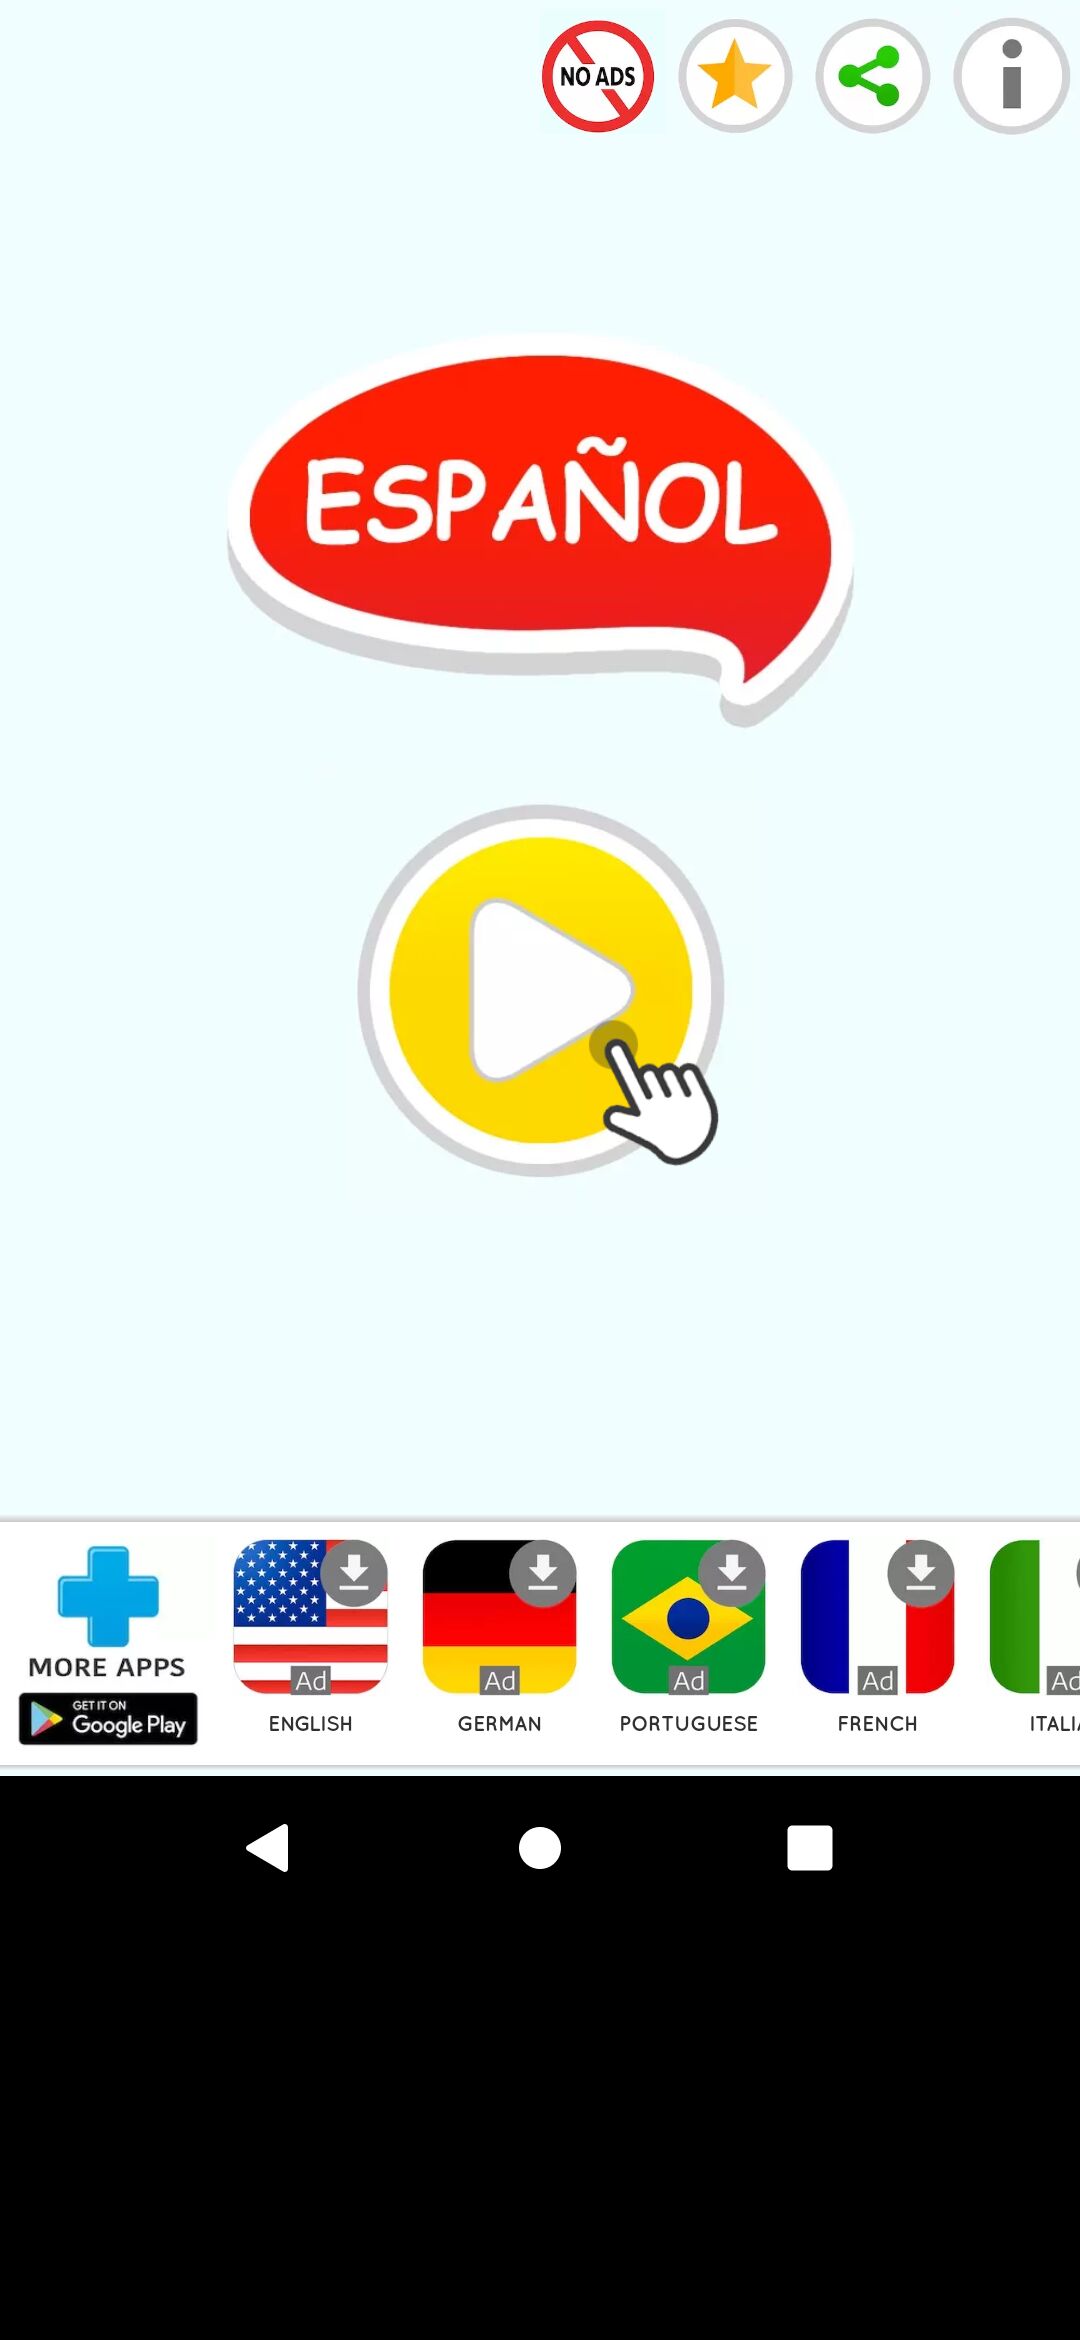 NO ADS
ESPAÑOL
MORE APPS
GET IT ON
Google Play
Ad
ENGLISH
Ad
GERMAN
Ad
PORTUGUESE
Ad
FRENCH
Ad